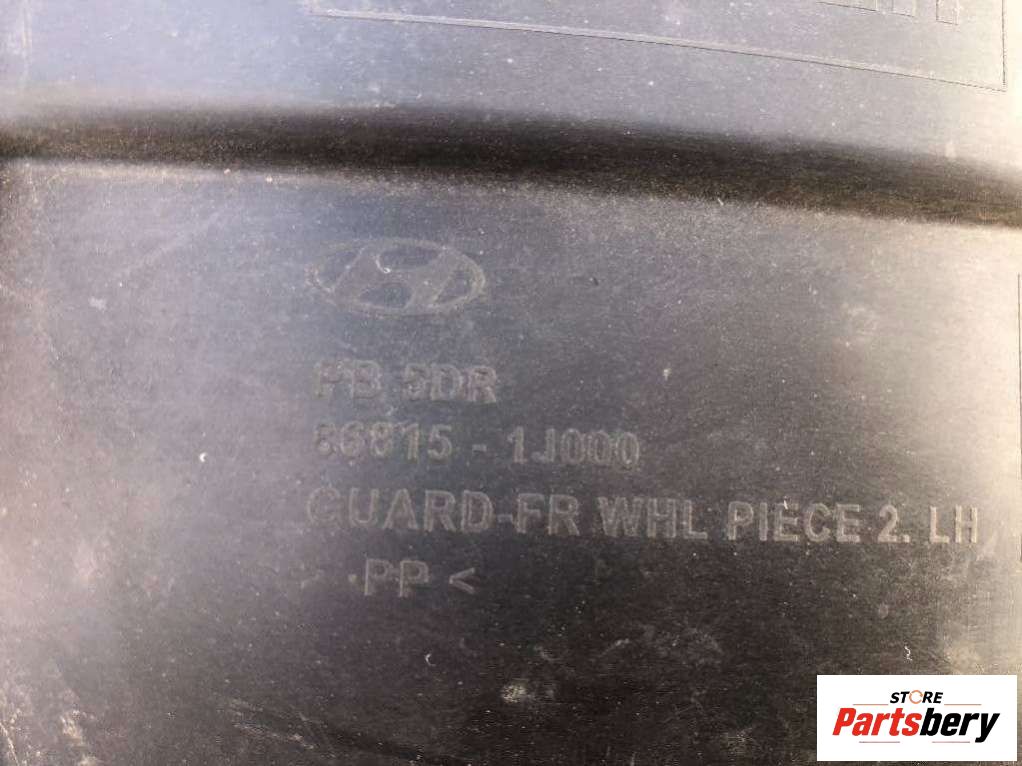 PB 5DR
86815 - 1J000
GUARD-FR WHL PIECE 2. LH
PP <
STORE
Partsbery